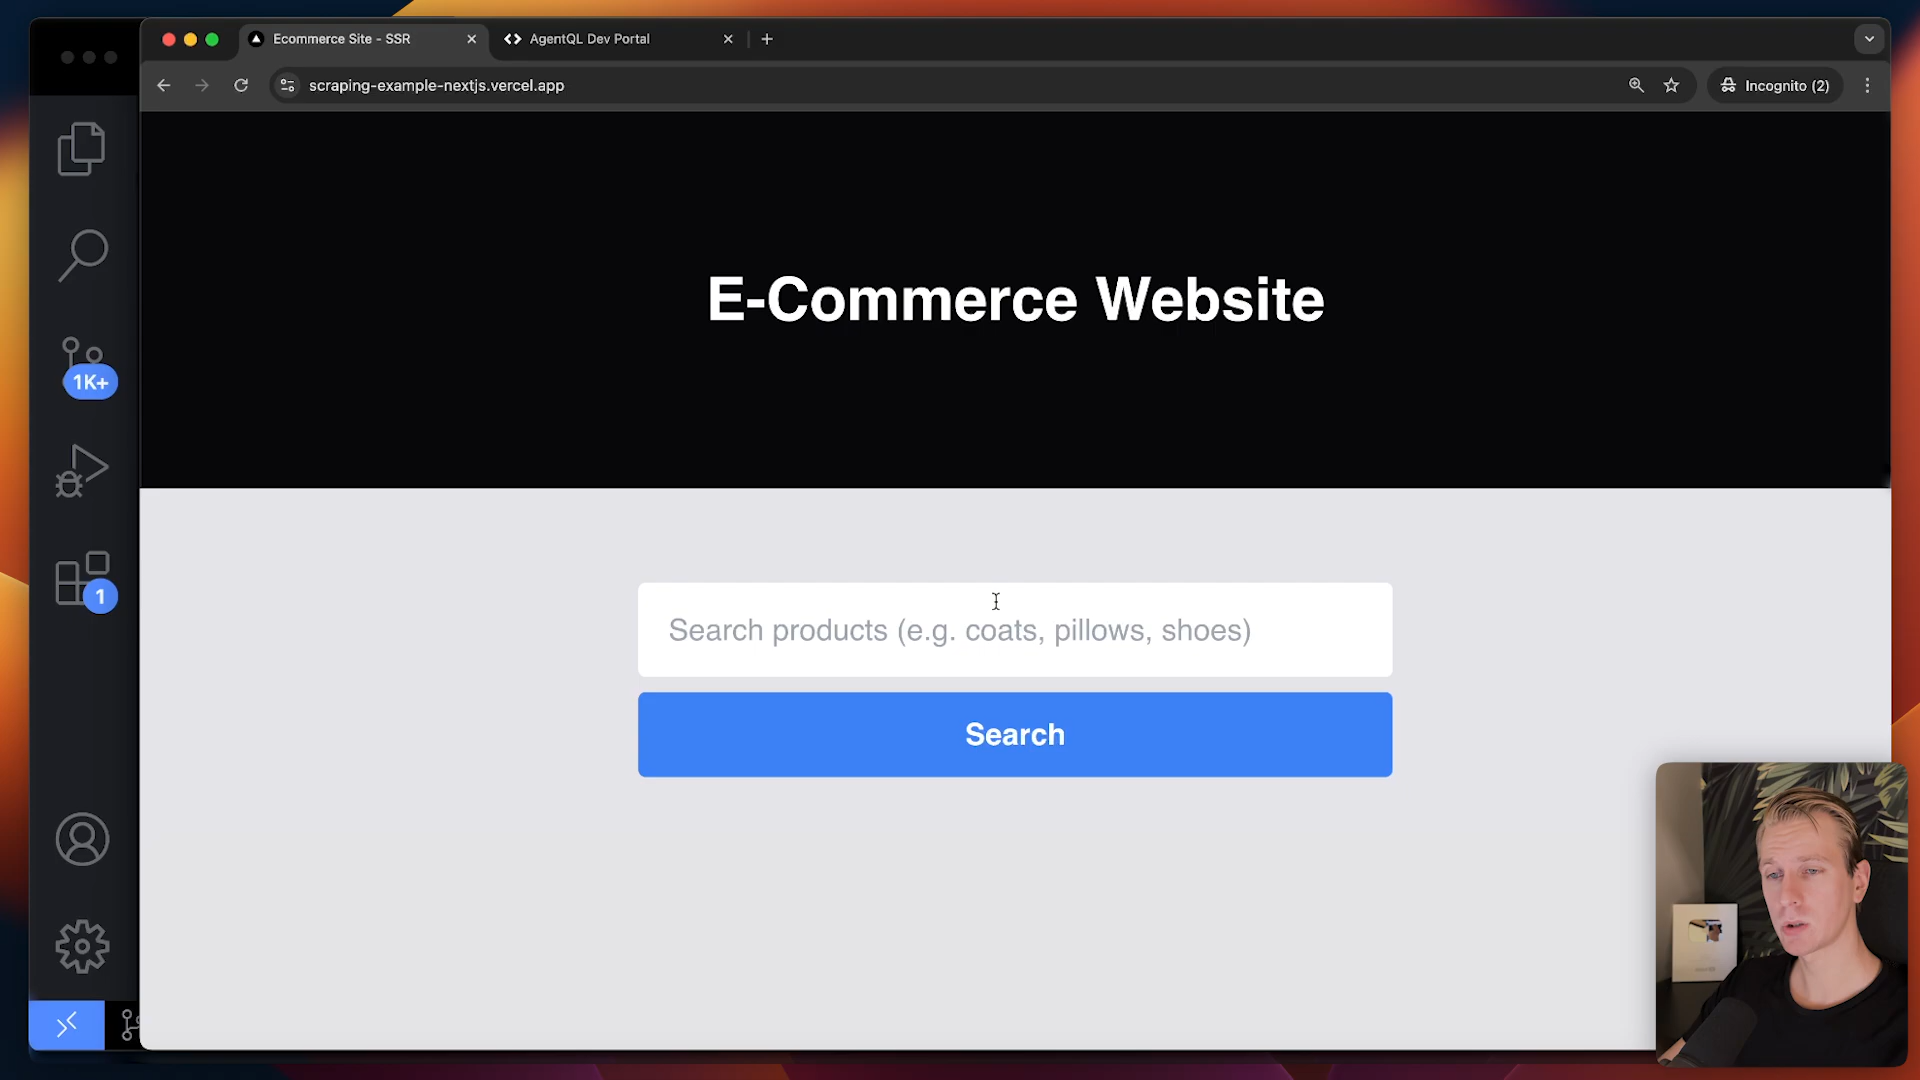 Ecommerce Site - SSR
AgentQL Dev Portal
scraping-example-nextjs.vercel.app
Incognito (2)
1K+
1
E-Commerce Website
Search products (e.g. coats, pillows, shoes)
Search